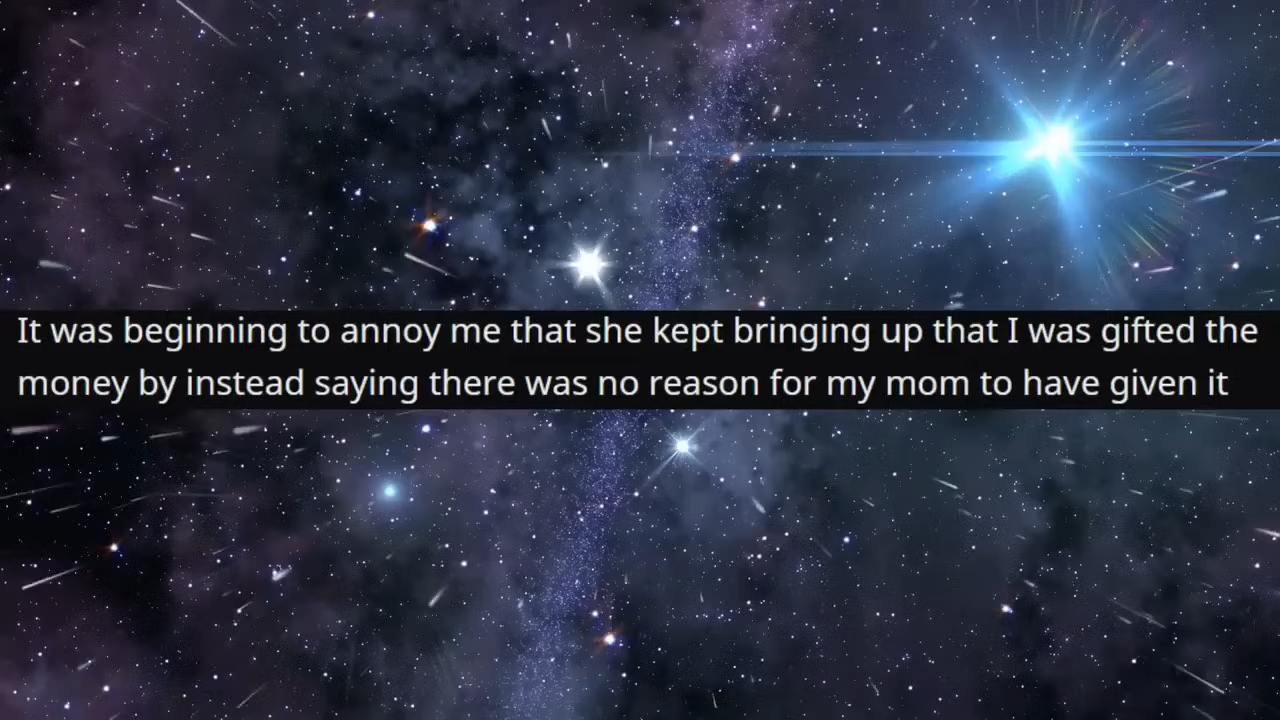 It was beginning to annoy me that she kept bringing up that I was gifted the
money by instead saying there was no reason for my mom to have given it